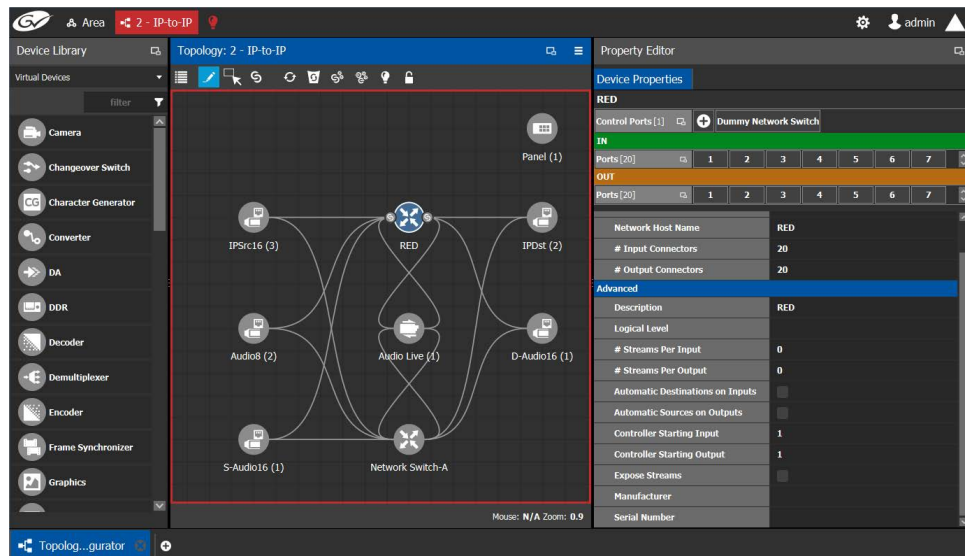 GV Area 2 - IP-to-IP admin
Device Library
Topology: 2 - IP-to-IP
Property Editor
Virtual Devices
filter
Camera
Changeover Switch
CG Character Generator
Converter
DA
DDR
Decoder
Demultiplexer
Encoder
Frame Synchronizer
Graphics
Panel (1)
IPSrc16 (3)
RED
IPDst (2)
Audio8 (2)
Audio Live (1)
D-Audio16 (1)
S-Audio16 (1)
Network Switch-A
Mouse: N/A Zoom: 0.9
Device Properties
RED
Control Ports [1] Dummy Network Switch
IN
Ports [20] 1 2 3 4 5 6 7
OUT
Ports [20] 1 2 3 4 5 6 7
Network Host Name RED
# Input Connectors 20
# Output Connectors 20
Advanced
Description RED
Logical Level
# Streams Per Input 0
# Streams Per Output 0
Automatic Destinations on Inputs
Automatic Sources on Outputs
Controller Starting Input 1
Controller Starting Output 1
Expose Streams
Manufacturer
Serial Number
Topolog...gurator